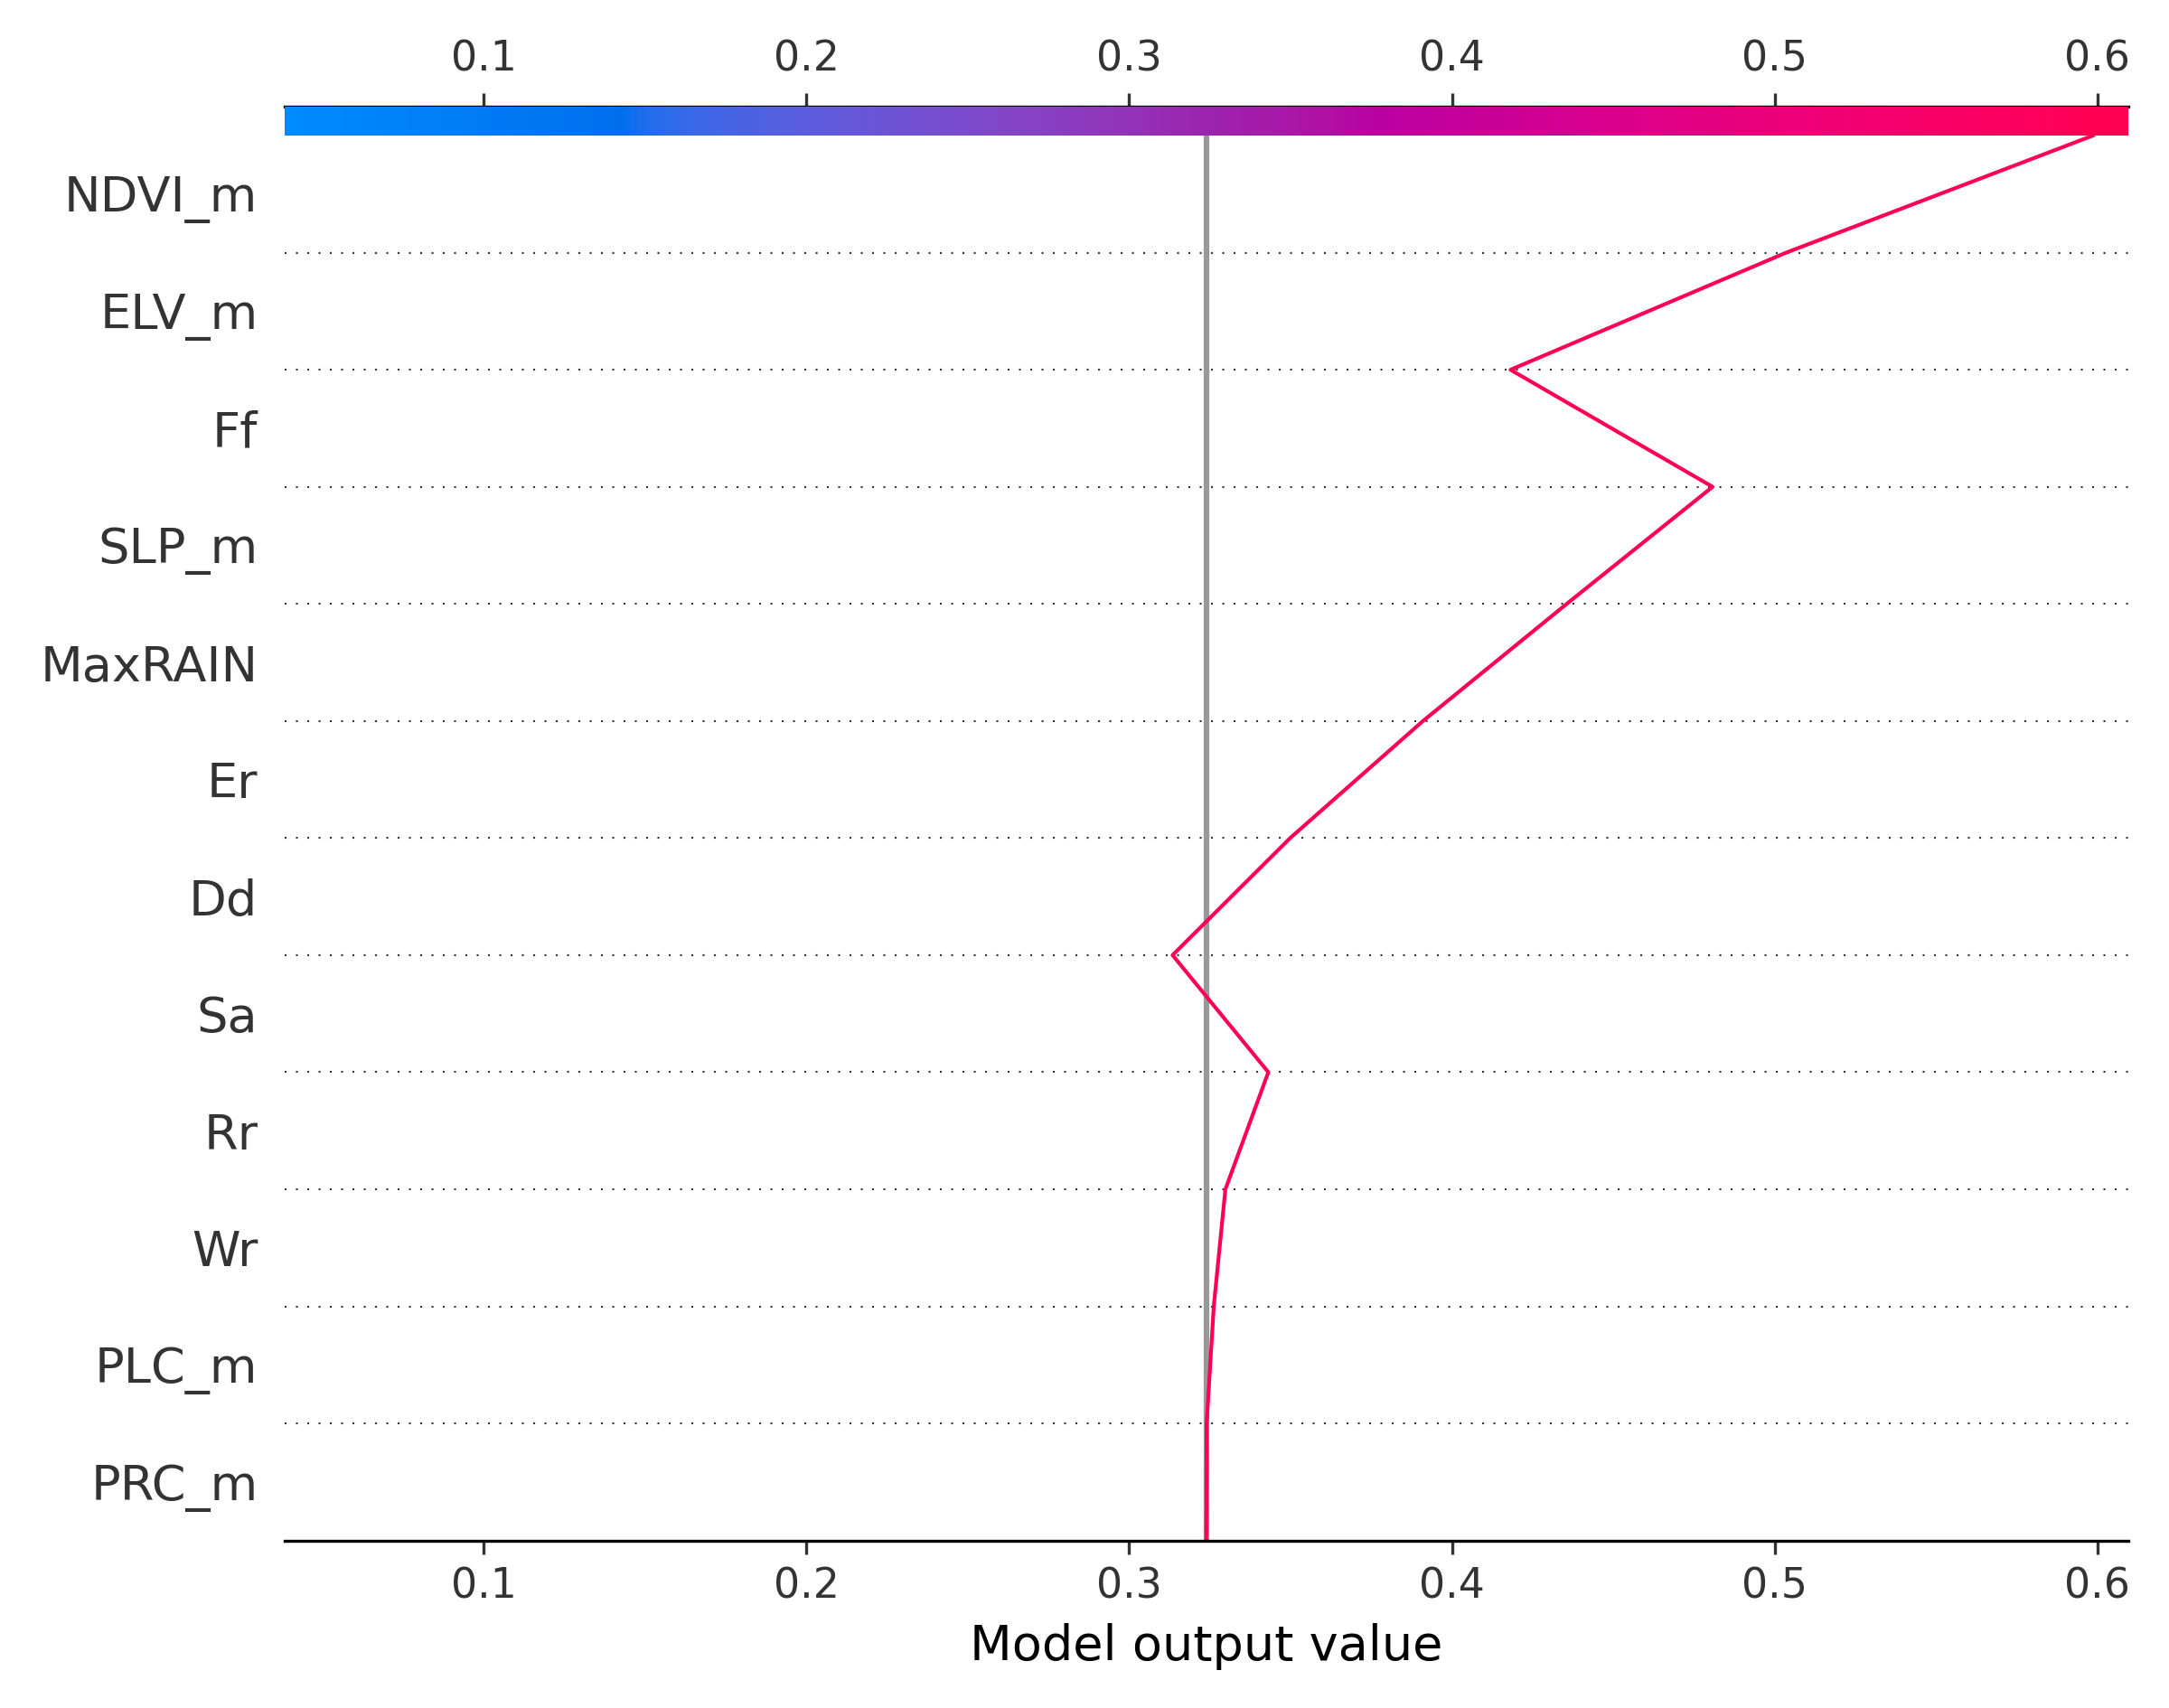 0.1 0.2 0.3 0.4 0.5 0.6
NDVI_m
ELV_m
Ff
SLP_m
MaxRAIN
Er
Dd
Sa
Rr
Wr
PLC_m
PRC_m
0.1 0.2 0.3 0.4 0.5 0.6
Model output value